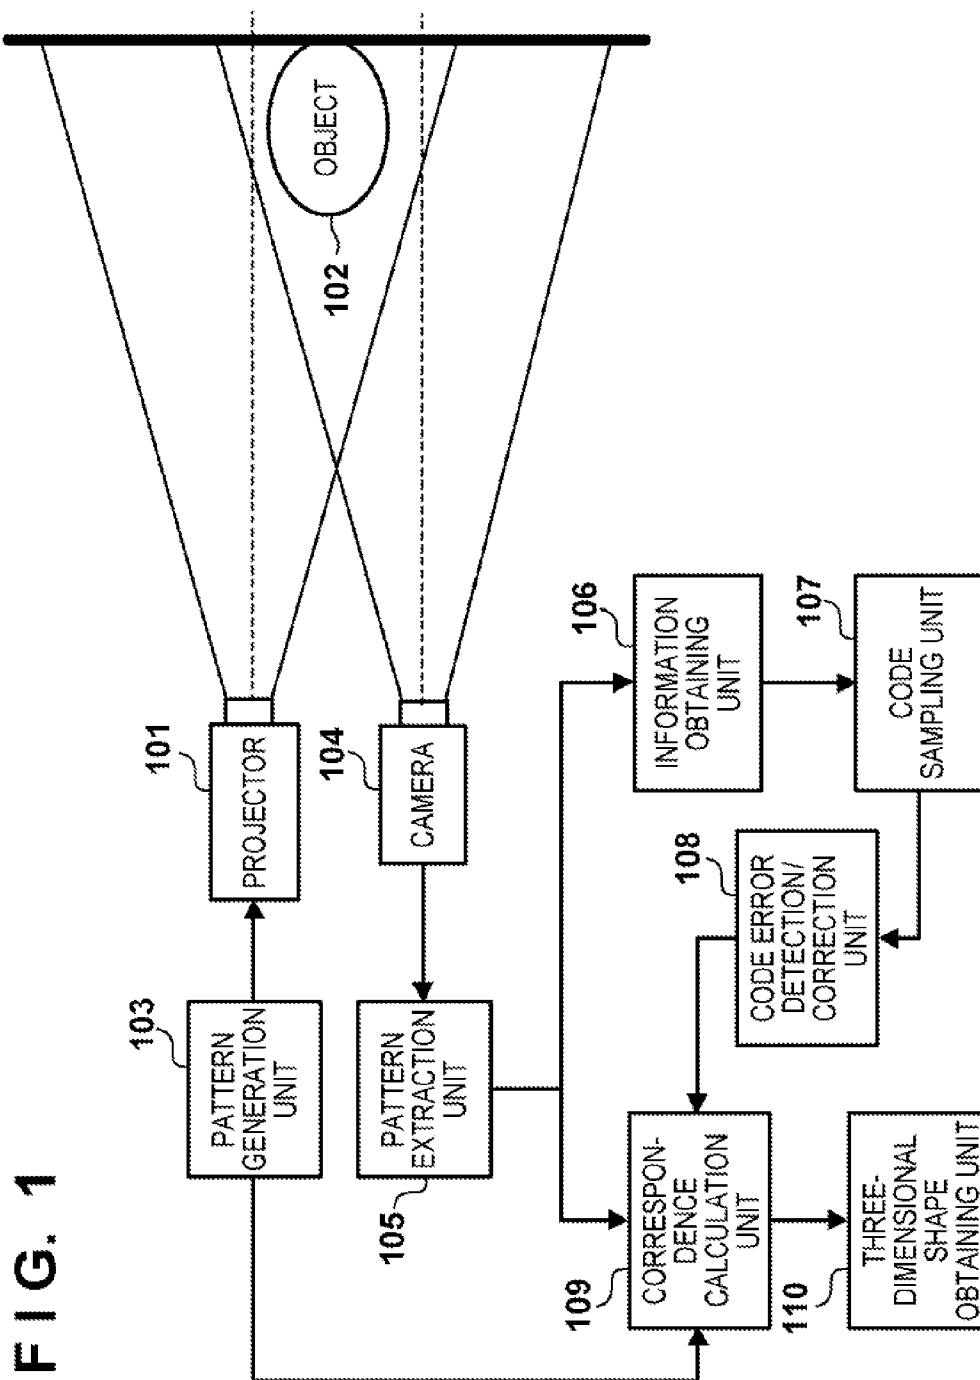 FIG. 1
103
PATTERN
GENERATION
UNIT
101
PROJECTOR
102
OBJECT
105
PATTERN
EXTRACTION
UNIT
104
CAMERA
109
CORRESPON-
DENCE
CALCULATION
UNIT
108
CODE ERROR
DETECTION/
CORRECTION
UNIT
106
INFORMATION
OBTAINING
UNIT
110
THREE-
DIMENSIONAL
SHAPE
OBTAINING UNIT
107
CODE
SAMPLING UNIT